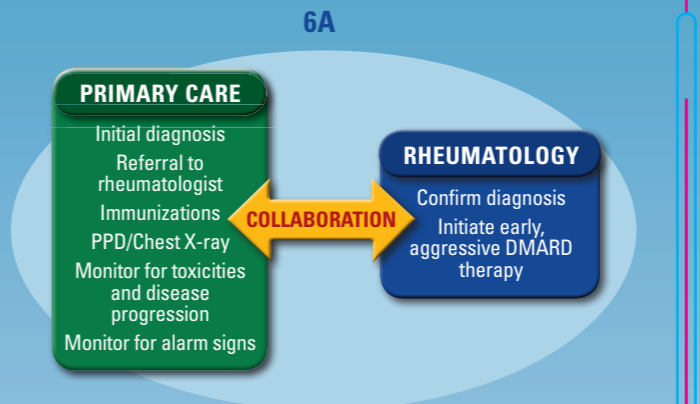 6A
PRIMARY CARE
Initial diagnosis
Referral to
rheumatologist
Immunizations
PPD/Chest X-ray
Monitor for toxicities
and disease
progression
Monitor for alarm signs
COLLABORATION
RHEUMATOLOGY
Confirm diagnosis
Initiate early,
aggressive DMARD
therapy